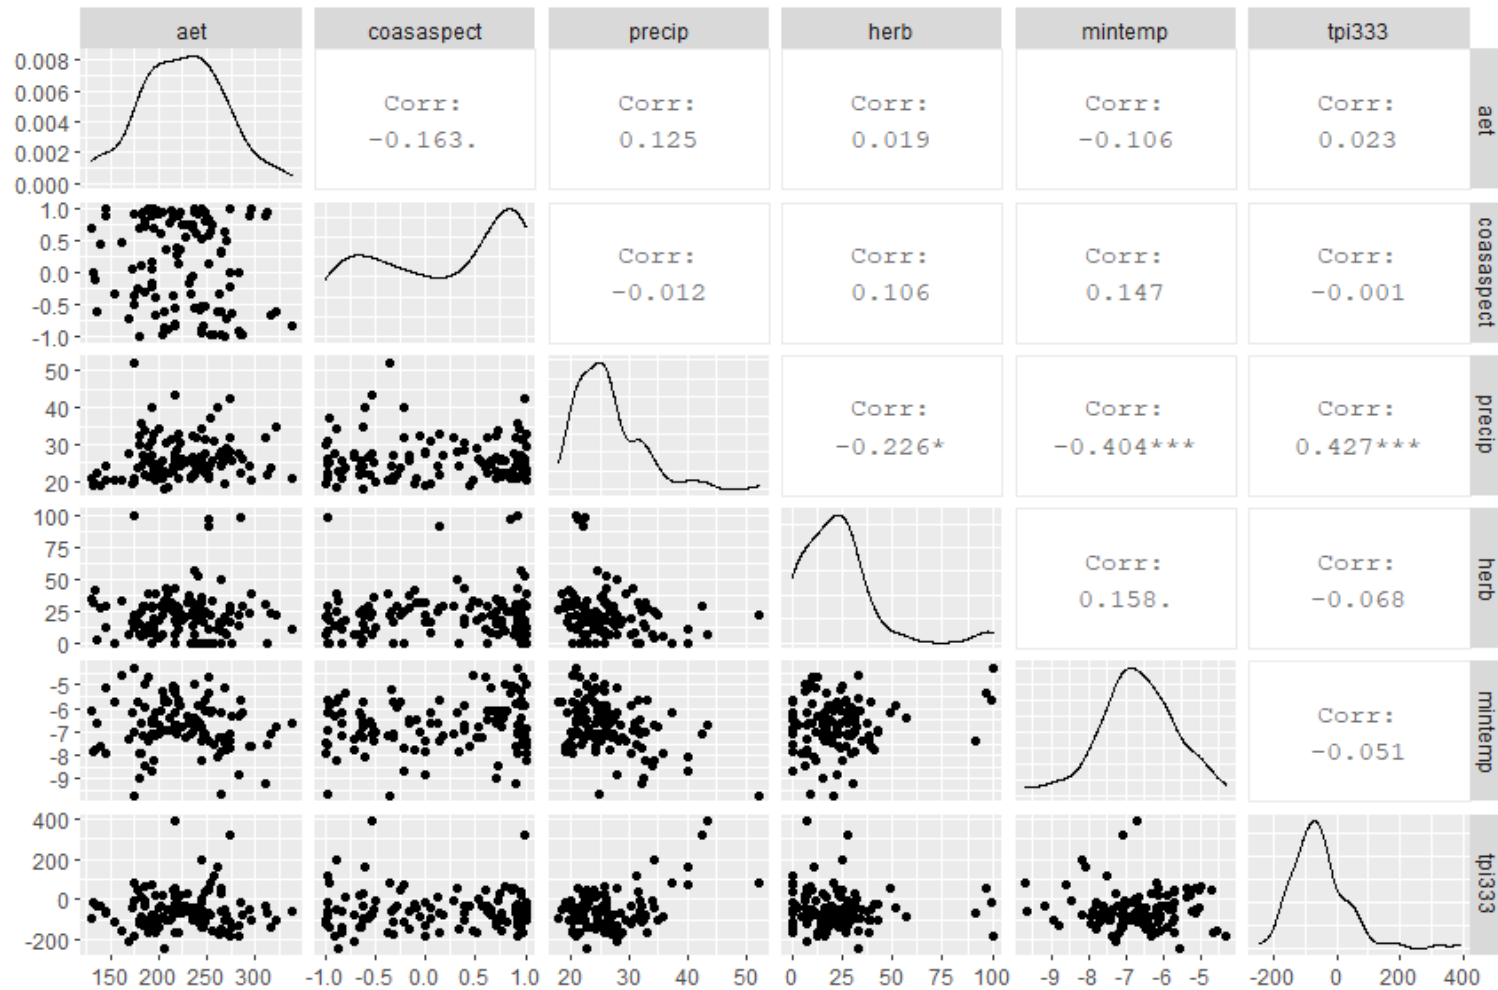 aet coasaspect precip herb mintemp tpi333
0.008
0.006
0.004
0.002
0.000
Corr: Corr: Corr: Corr: Corr:
-0.163. 0.125 0.019 -0.106 0.023
aet
1.0
0.5
0.0
-0.5
-1.0
Corr: Corr: Corr: Corr:
-0.012 0.106 0.147 -0.001
coasaspect
50
40
30
20
Corr: Corr: Corr:
-0.226* -0.404*** 0.427***
precip
100
75
50
25
0
Corr: Corr:
0.158. -0.068
herb
-5
-6
-7
-8
-9
Corr:
-0.051
mintemp
400
200
0
-200
tpi333
150 200 250 300 -1.0 -0.5 0.0 0.5 1.0 20 30 40 50 0 25 50 75 100 -9 -8 -7 -6 -5 -200 0 200 400